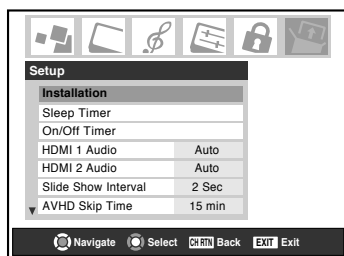 Setup
Installation
Sleep Timer
On/Off Timer
HDMI 1 Audio Auto
HDMI 2 Audio Auto
Slide Show Interval 2 Sec
AVHD Skip Time 15 min
Navigate Select CH RTN Back EXIT Exit